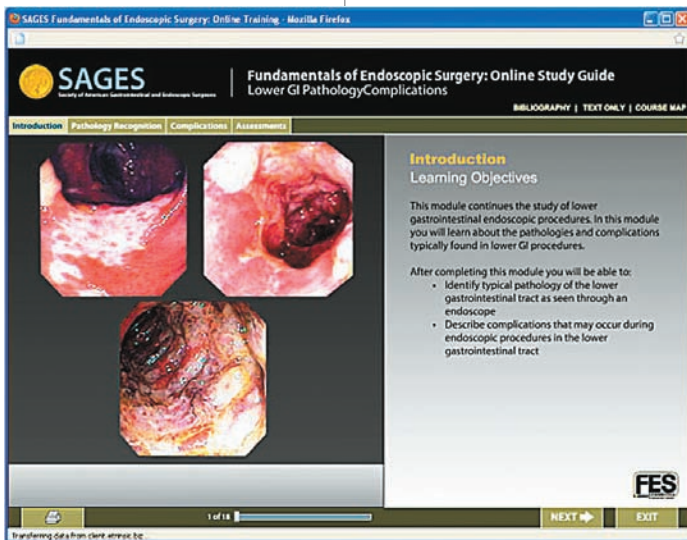 SAGES Fundamentals of Endoscopic Surgery: Online Training - Mozilla Firefox
SAGES
Society of American Gastrointestinal and Endoscopic Surgeons
Fundamentals of Endoscopic Surgery: Online Study Guide
Lower GI PathologyComplications
BIBLIOGRAPHY | TEXT ONLY | COURSE MAP
Introduction Pathology Recognition Complications Assessments
Introduction
Learning Objectives
This module continues the study of lower
gastrointestinal endoscopic procedures. In this module
you will learn about the pathologies and complications
typically found in lower GI procedures.
After completing this module you will be able to:
• Identify typical pathology of the lower
gastrointestinal tract as seen through an
endoscope
• Describe complications that may occur during
endoscopic procedures in the lower
gastrointestinal tract
FES
1 of 18
NEXT
EXIT
Transferring data from client